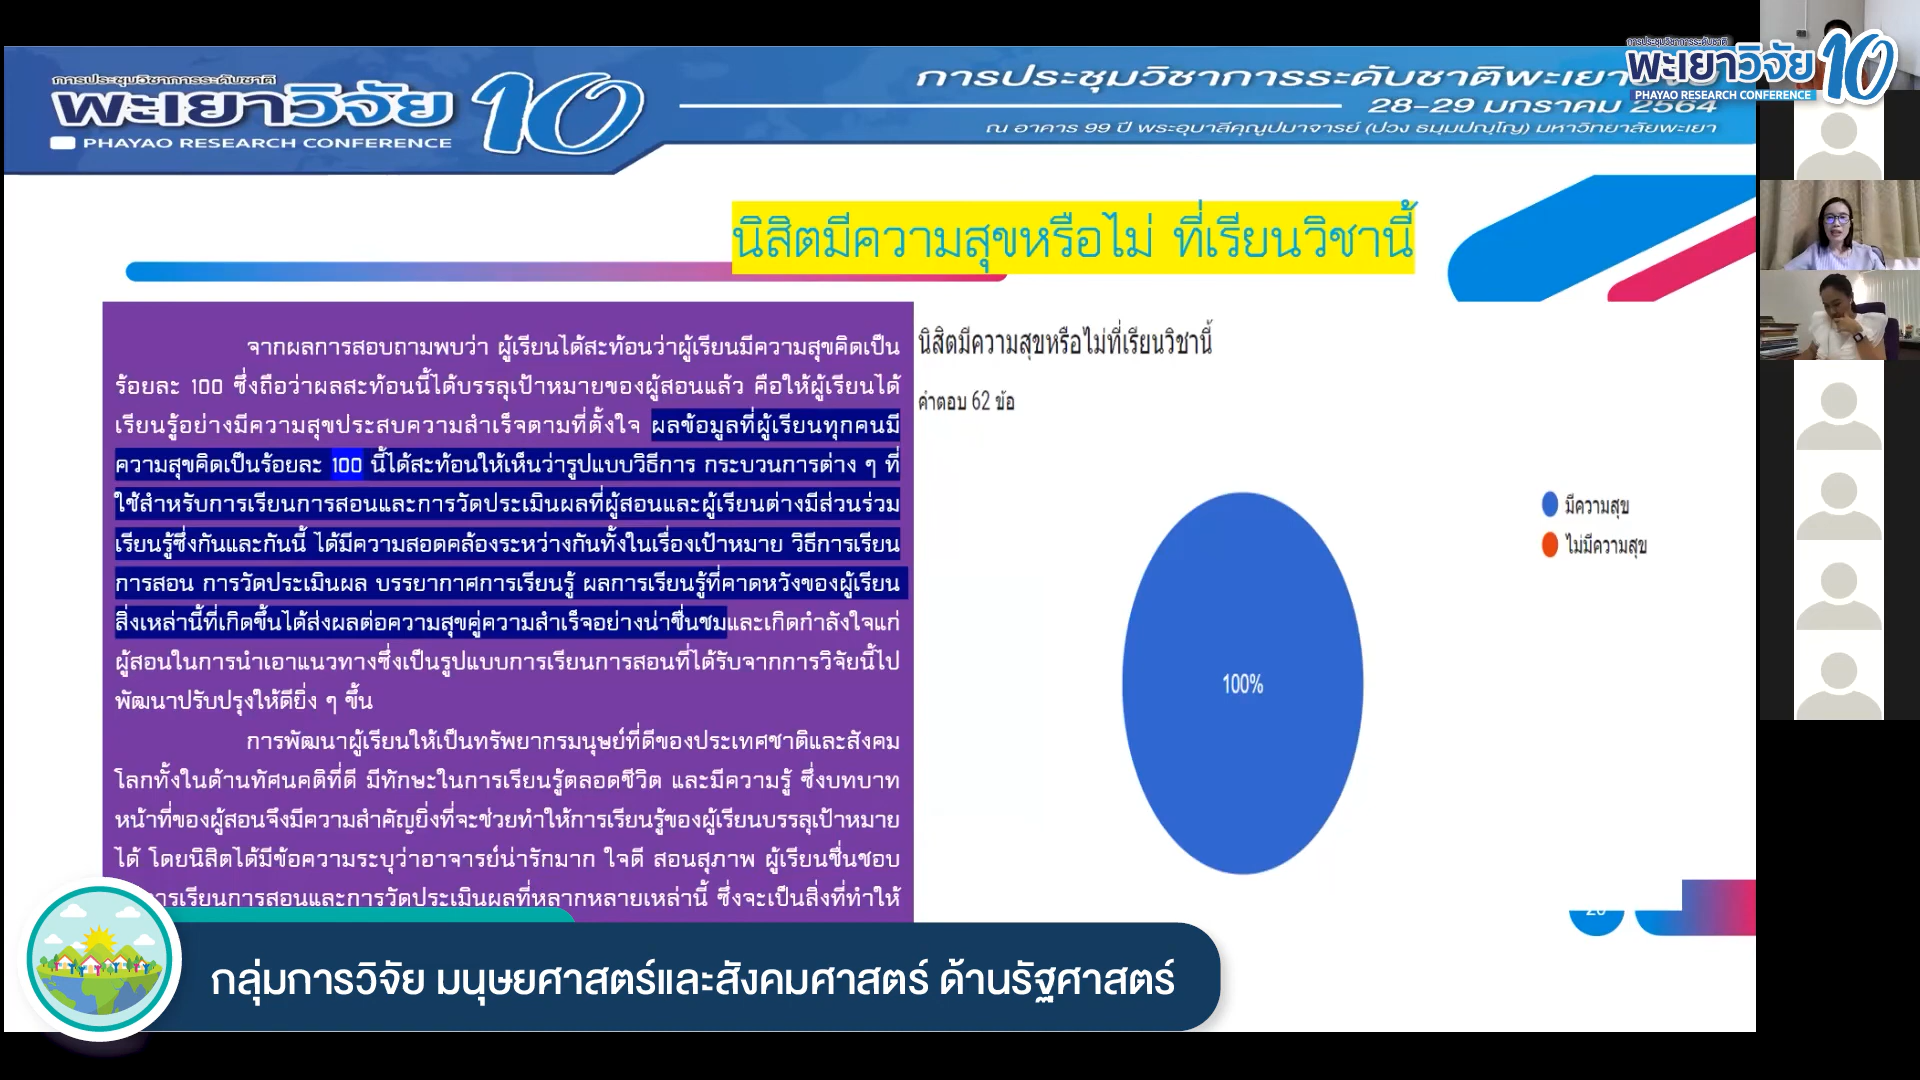 การประชุมวิชาการระดับชาติ
พะเยาวิจัย 10
PHAYAO RESEARCH CONFERENCE
การประชุมวิชาการระดับชาติพะเยา
28-29 มกราคม 2564
ณ อาคาร 99 ปี พระอุบาลีคุณูปมาจารย์ (ปวง ธมฺมปญฺโญ) มหาวิทยาลัยพะเยา
การประชุมวิชาการระดับชาติ
พะเยาวิจัย 10
PHAYAO RESEARCH CONFERENCE
นิสิตมีความสุขหรือไม่ ที่เรียนวิชานี้
จากผลการสอบถามพบว่า ผู้เรียนได้สะท้อนว่าผู้เรียนมีความสุขคิดเป็น
ร้อยละ 100 ซึ่งถือว่าผลสะท้อนนี้ได้บรรลุเป้าหมายของผู้สอนแล้ว คือให้ผู้เรียนได้
เรียนรู้อย่างมีความสุขประสบความสำเร็จตามที่ตั้งใจ ผลข้อมูลที่ผู้เรียนทุกคนมี
ความสุขคิดเป็นร้อยละ 100 นี้ได้สะท้อนให้เห็นว่ารูปแบบวิธีการ กระบวนการต่าง ๆ ที่
ใช้สำหรับการเรียนการสอนและการวัดประเมินผลที่ผู้สอนและผู้เรียนต่างมีส่วนร่วม
เรียนรู้ซึ่งกันและกันนี้ ได้มีความสอดคล้องระหว่างกันทั้งในเรื่องเป้าหมาย วิธีการเรียน
การสอน การวัดประเมินผล บรรยากาศการเรียนรู้ ผลการเรียนรู้ที่คาดหวังของผู้เรียน
สิ่งเหล่านี้ที่เกิดขึ้นได้ส่งผลต่อความสุขคู่ความสำเร็จอย่างน่าชื่นชมและเกิดกำลังใจแก่
ผู้สอนในการนำเอาแนวทางซึ่งเป็นรูปแบบการเรียนการสอนที่ได้รับจากการวิจัยนี้ไป
พัฒนาปรับปรุงให้ดียิ่ง ๆ ขึ้น
การพัฒนาผู้เรียนให้เป็นทรัพยากรมนุษย์ที่ดีของประเทศชาติและสังคม
โลกทั้งในด้านทัศนคติที่ดี มีทักษะในการเรียนรู้ตลอดชีวิต และมีความรู้ ซึ่งบทบาท
หน้าที่ของผู้สอนจึงมีความสำคัญยิ่งที่จะช่วยทำให้การเรียนรู้ของผู้เรียนบรรลุเป้าหมาย
ได้ โดยนิสิตได้มีข้อความระบุว่าอาจารย์น่ารักมาก ใจดี สอนสุภาพ ผู้เรียนชื่นชอบ
การเรียนการสอนและการวัดประเมินผลที่หลากหลายเหล่านี้ ซึ่งจะเป็นสิ่งที่ทำให้
นิสิตมีความสุขหรือไม่ที่เรียนวิชานี้
คำตอบ 62 ข้อ
มีความสุข
ไม่มีความสุข
100%
กลุ่มการวิจัย มนุษยศาสตร์และสังคมศาสตร์ ด้านรัฐศาสตร์